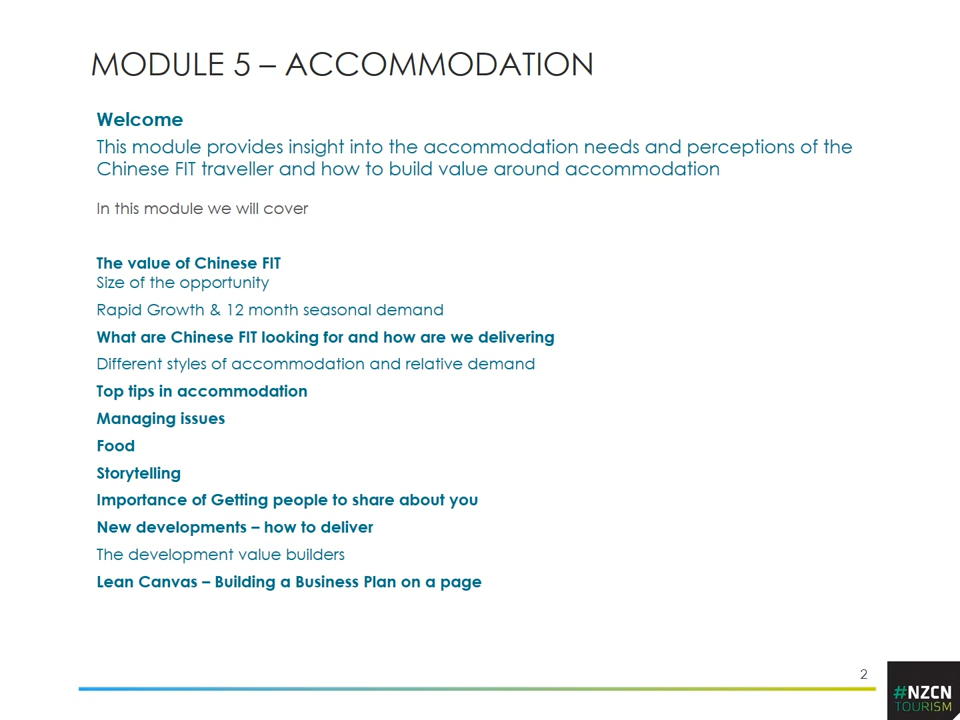 MODULE 5 – ACCOMMODATION
Welcome
This module provides insight into the accommodation needs and perceptions of the
Chinese FIT traveller and how to build value around accommodation
In this module we will cover
The value of Chinese FIT
Size of the opportunity
Rapid Growth & 12 month seasonal demand
What are Chinese FIT looking for and how are we delivering
Different styles of accommodation and relative demand
Top tips in accommodation
Managing issues
Food
Storytelling
Importance of Getting people to share about you
New developments – how to deliver
The development value builders
Lean Canvas – Building a Business Plan on a page
2
#NZCN
TOURISM